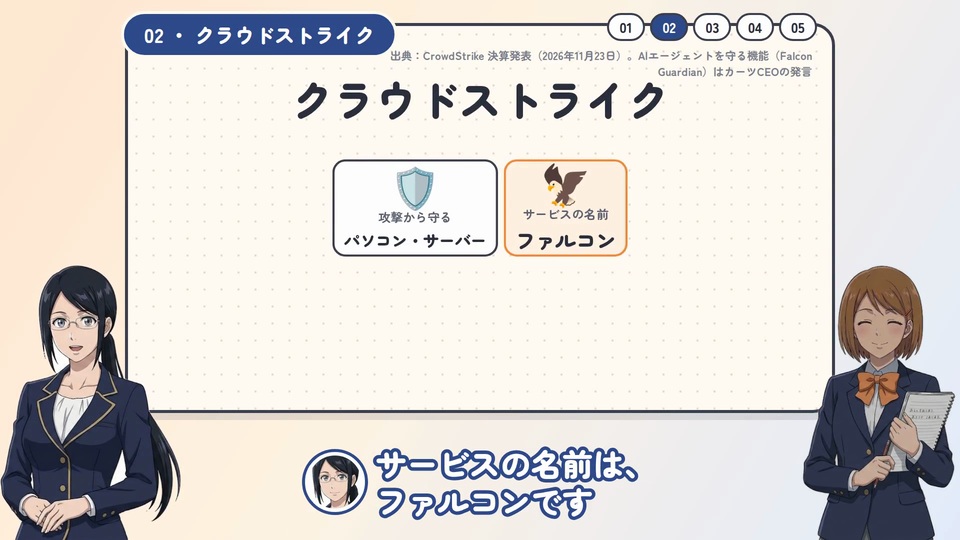 02 ・ クラウドストライク
01 02 03 04 05
出典：CrowdStrike 決算発表（2026年11月23日）。AIエージェントを守る機能（Falcon
Guardian）はカーツCEOの発言
クラウドストライク
攻撃から守る
パソコン・サーバー
サービスの名前
ファルコン
サービスの名前は、
ファルコンです